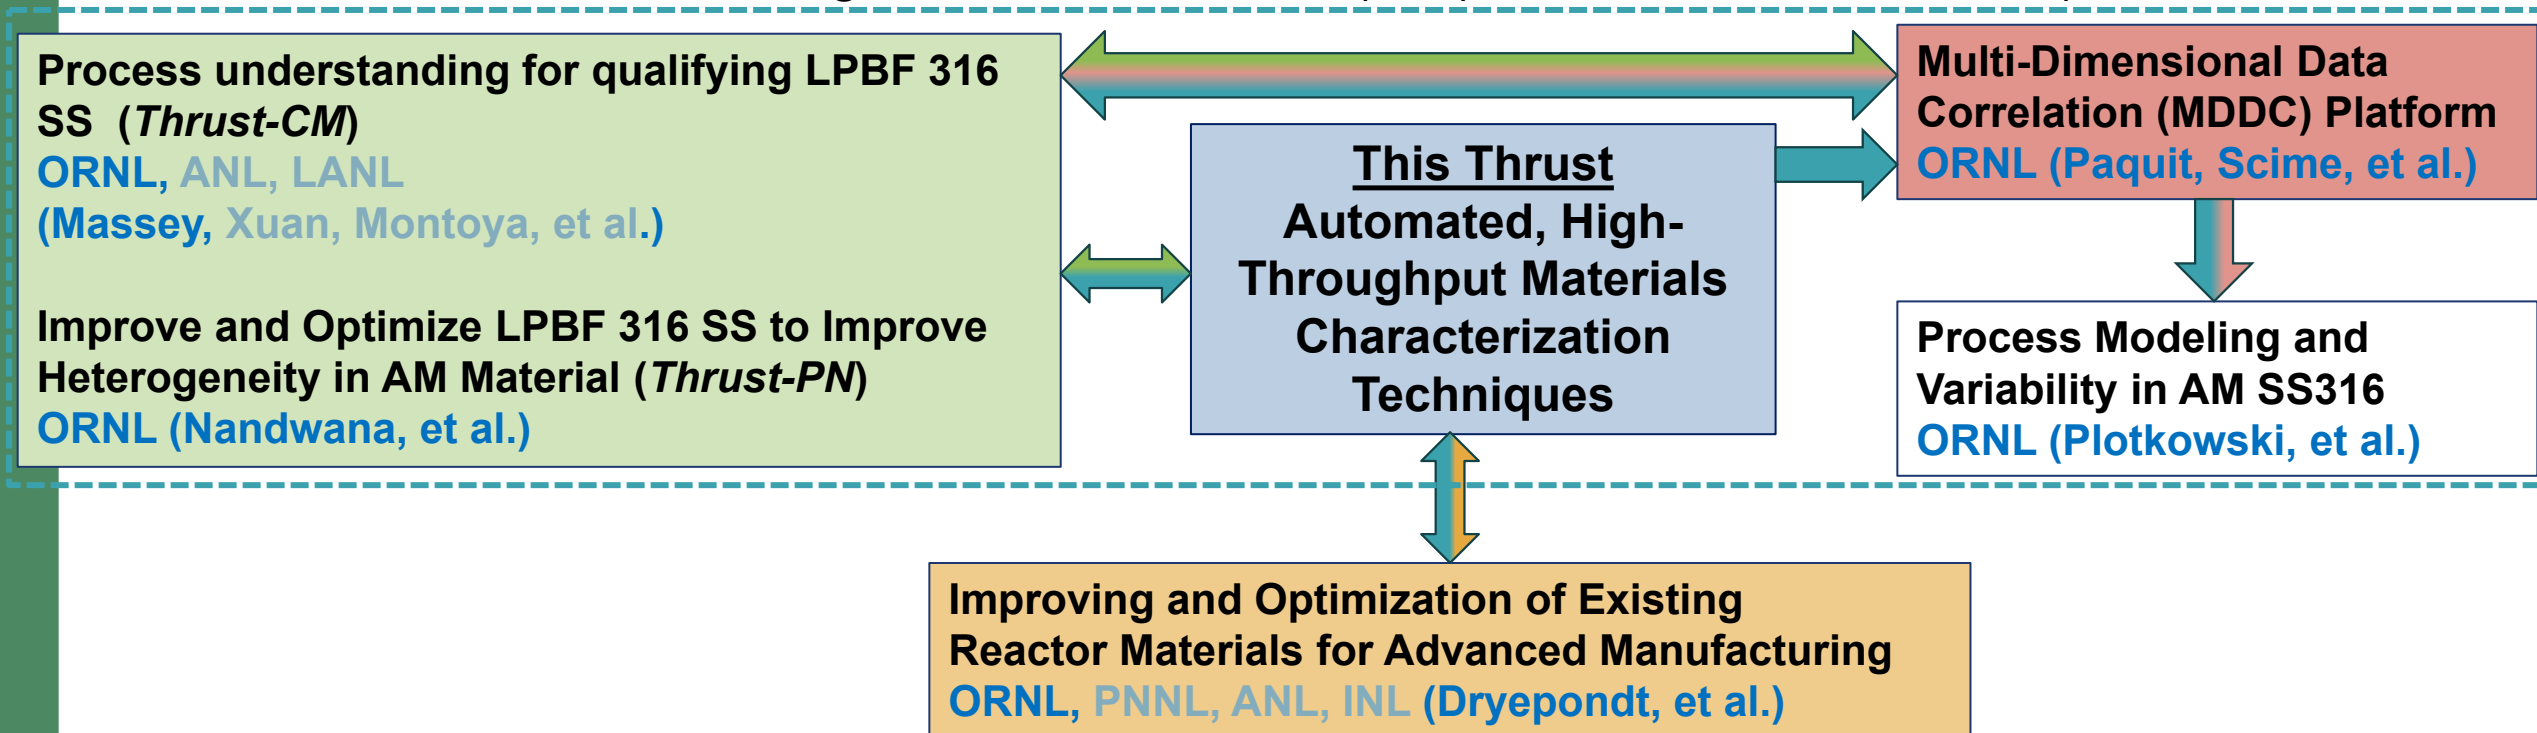 Process understanding for qualifying LPBF 316
SS (Thrust-CM)
ORNL, ANL, LANL
(Massey, Xuan, Montoya, et al.)
Improve and Optimize LPBF 316 SS to Improve
Heterogeneity in AM Material (Thrust-PN)
ORNL (Nandwana, et al.)
This Thrust
Automated, High-
Throughput Materials
Characterization
Techniques
Multi-Dimensional Data
Correlation (MDDC) Platform
ORNL (Paquit, Scime, et al.)
Process Modeling and
Variability in AM SS316
ORNL (Plotkowski, et al.)
Improving and Optimization of Existing
Reactor Materials for Advanced Manufacturing
ORNL, PNNL, ANL, INL (Dryepondt, et al.)